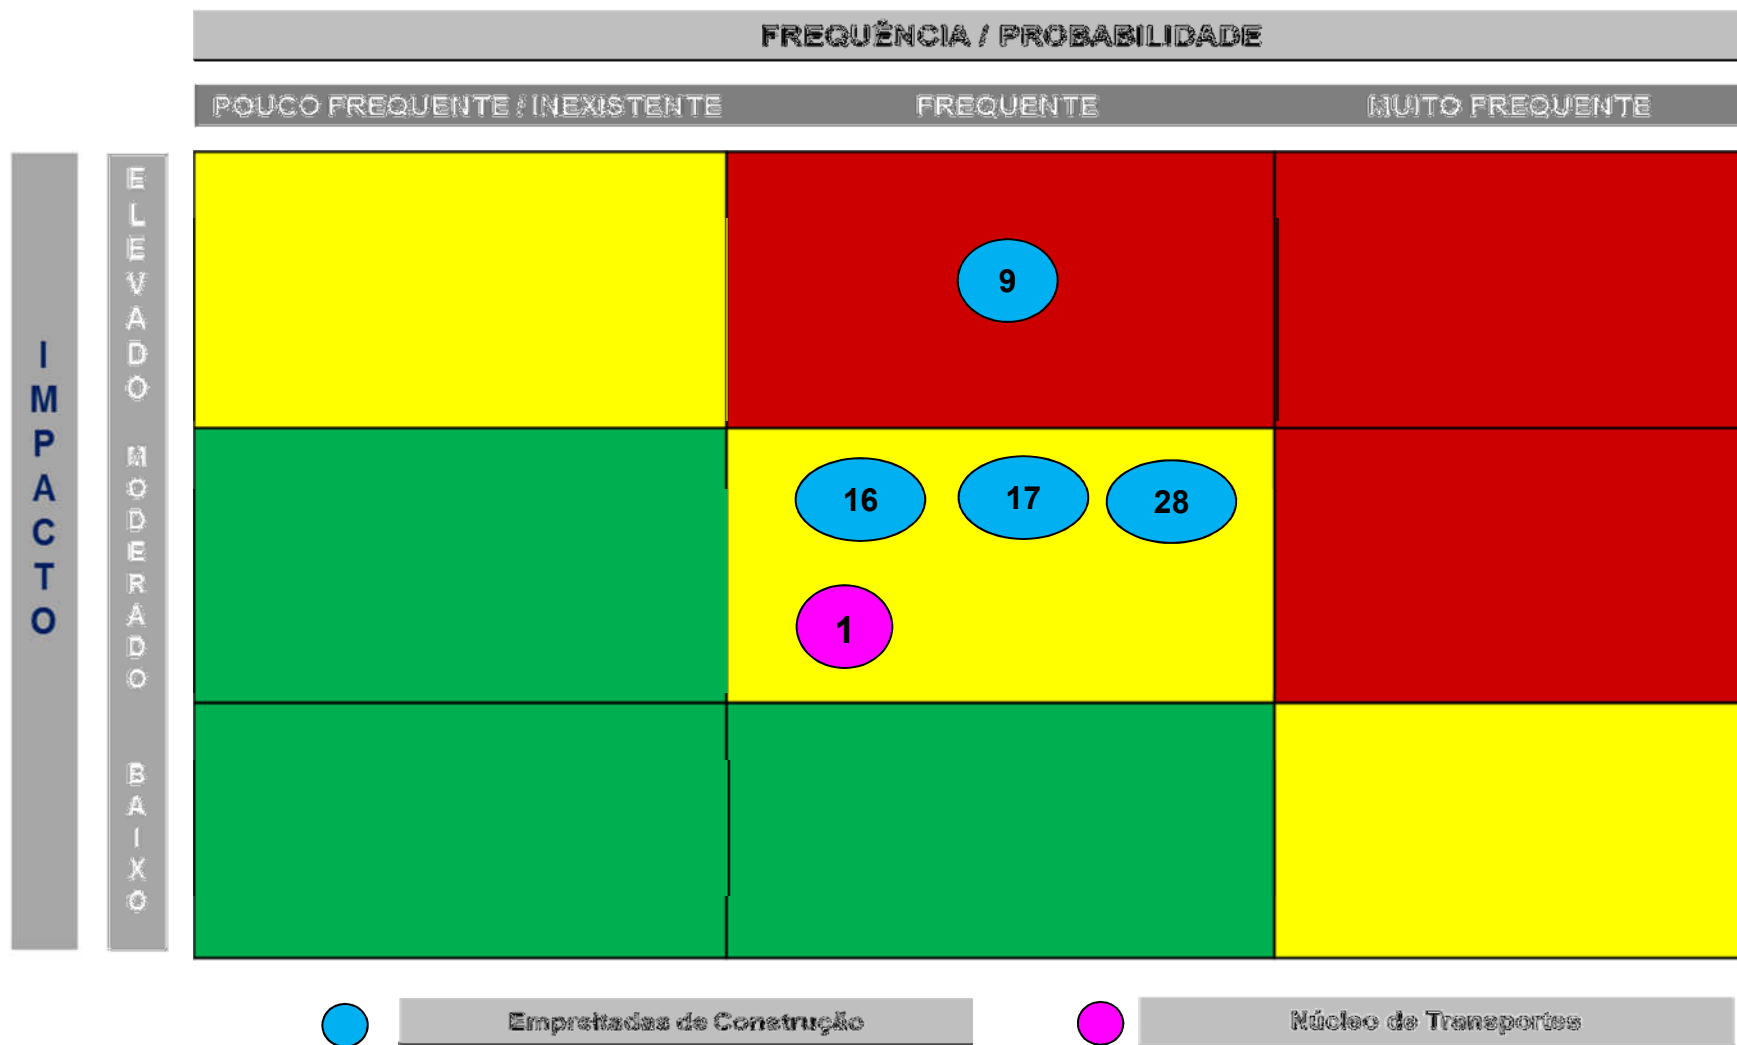 FREQUÊNCIA / PROBABILIDADE
POUCO FREQUENTE / INEXISTENTE
FREQUENTE
MUITO FREQUENTE
IMPACTO
ELEVADO
MODERADO
BAIXO
9
16
17
28
1
Empreitadas de Construção
Núcleo de Transportes